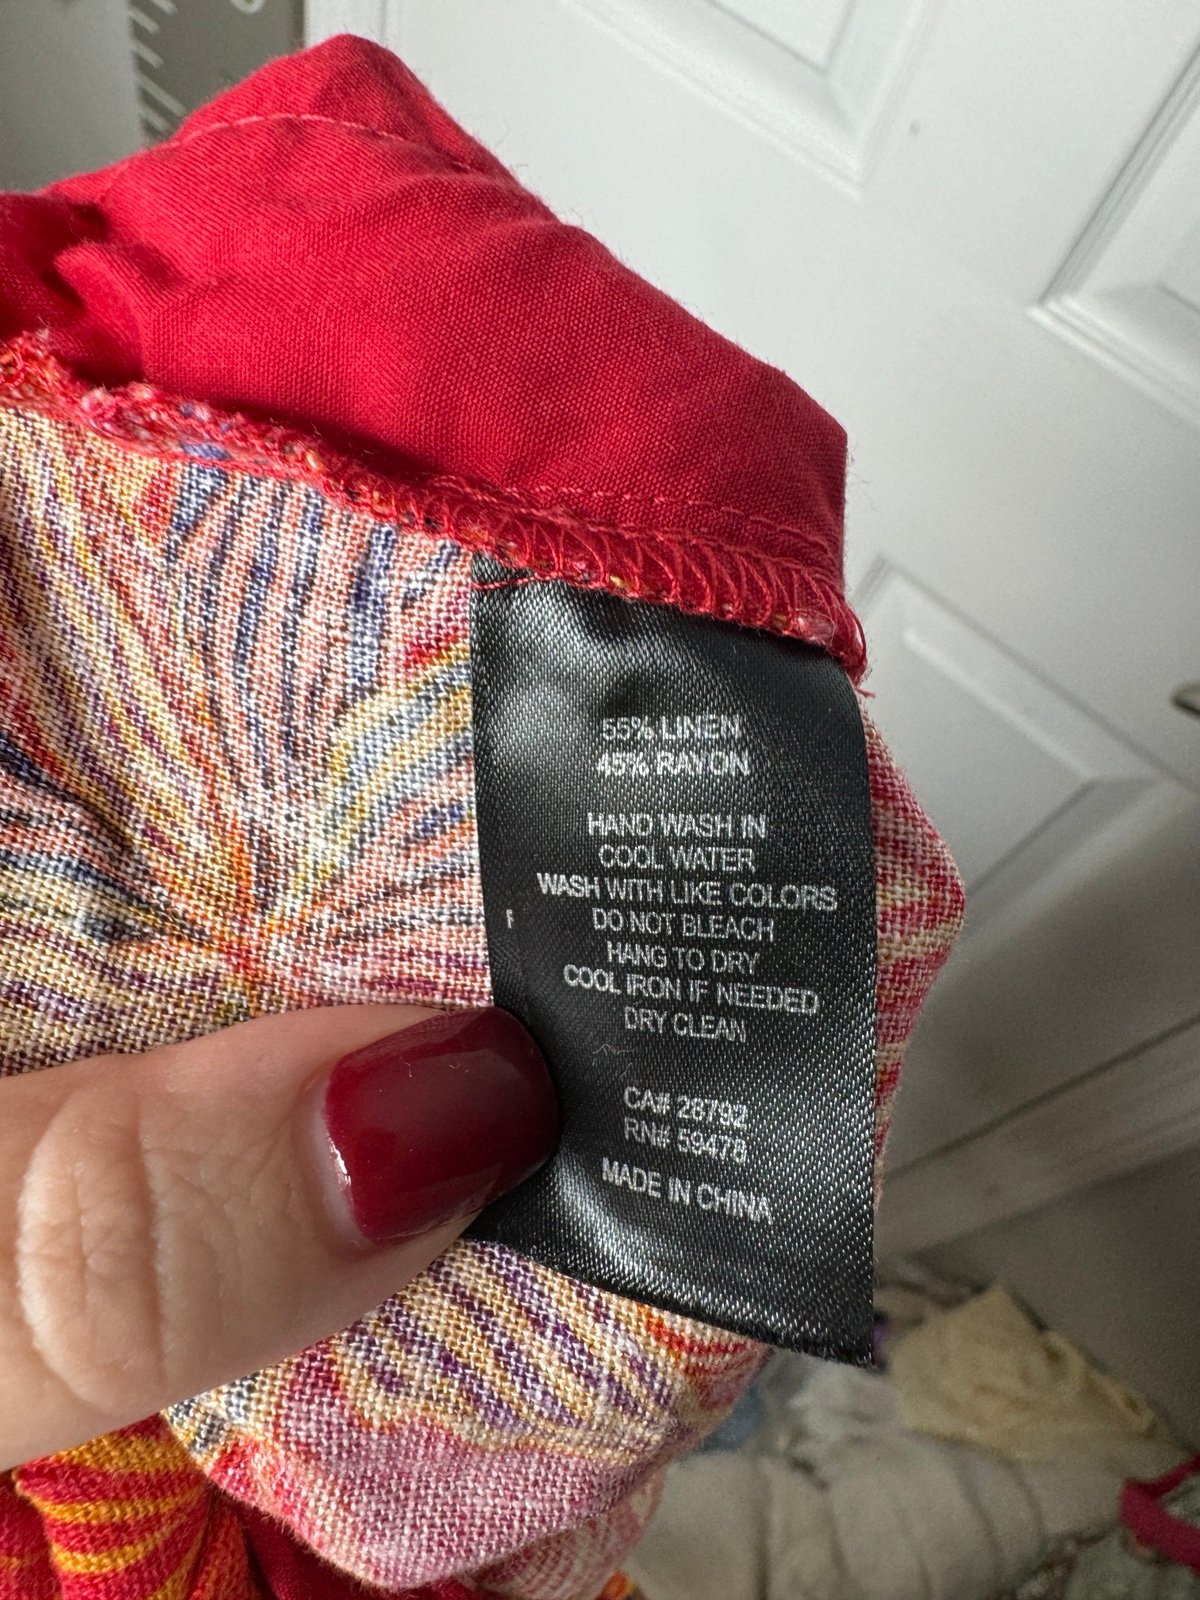 55% LINEN
45% RAYON
HAND WASH IN
COOL WATER
WASH WITH LIKE COLORS
DO NOT BLEACH
HANG TO DRY
COOL IRON IF NEEDED
DRY CLEAN
F
CA# 26792
RN# 59478
MADE IN CHINA